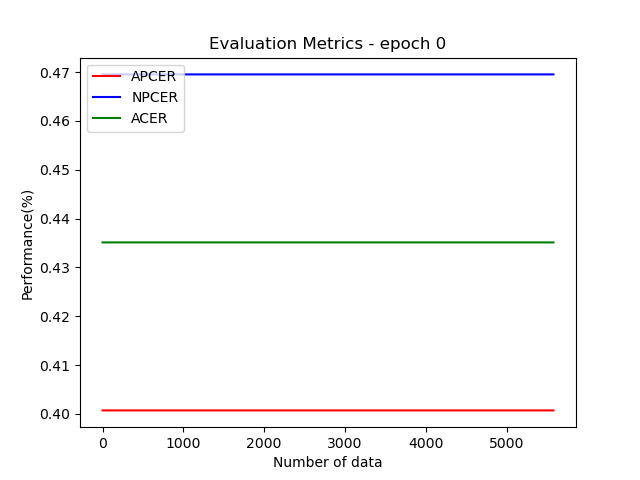 Evaluation Metrics - epoch 0
APCER
NPCER
ACER
Performance(%)
0.47
0.46
0.45
0.44
0.43
0.42
0.41
0.40
0 1000 2000 3000 4000 5000
Number of data